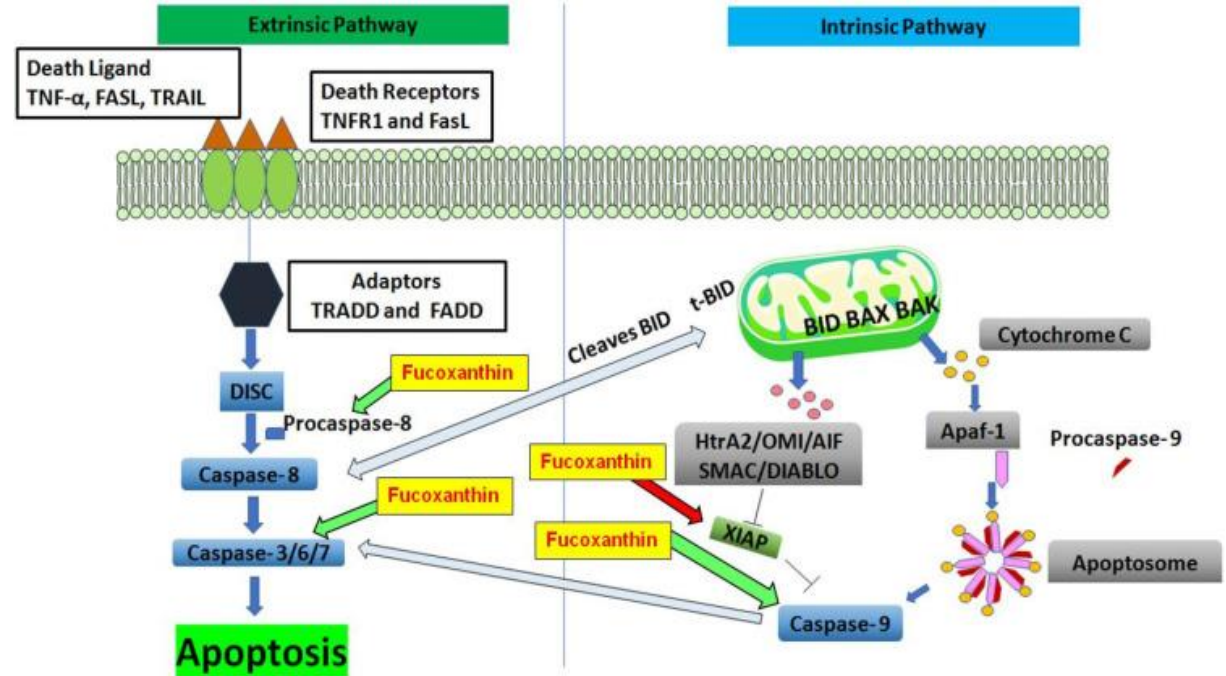 Extrinsic Pathway
Intrinsic Pathway
Death Ligand
TNF-α, FASL, TRAIL
Death Receptors
TNFR1 and FasL
Adaptors
TRADD and FADD
Cleaves BID
t-BID
BID BAX BAK
Cytochrome C
Fucoxanthin
DISC
Procaspase-8
HtrA2/OMI/AIF
SMAC/DIABLO
Apaf-1
Procaspase-9
Fucoxanthin
Caspase-8
Fucoxanthin
XIAP
Fucoxanthin
Caspase-3/6/7
Apoptosome
Caspase-9
Apoptosis